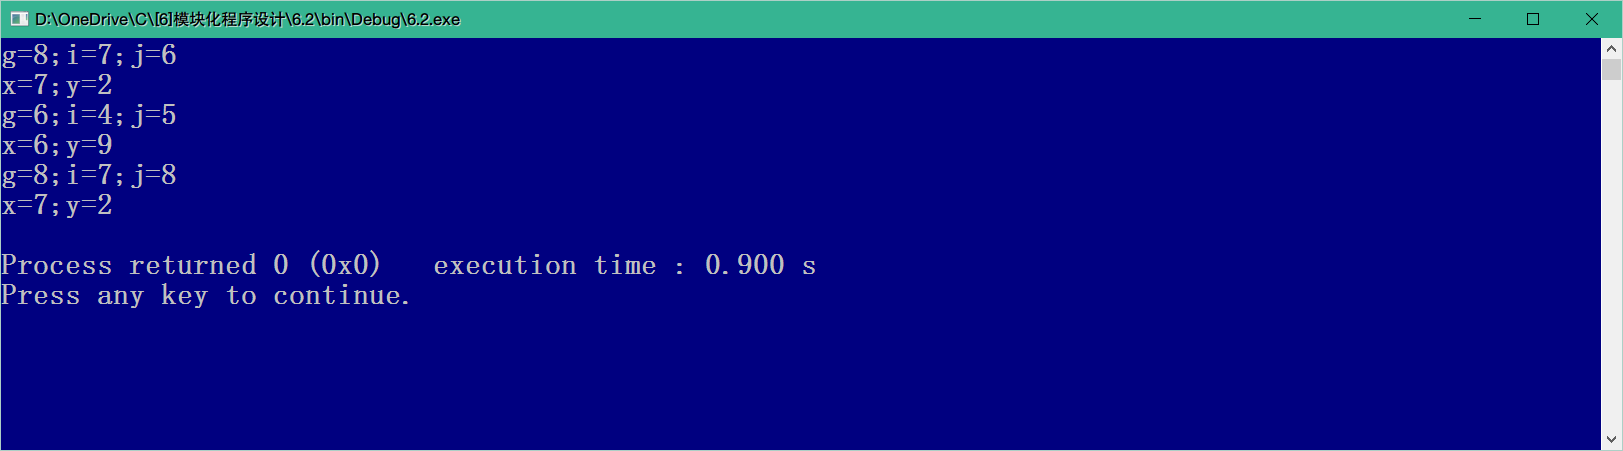 D:\OneDrive\C\[6]模块化程序设计\6.2\bin\Debug\6.2.exe
g=8;i=7;j=6
x=7;y=2
g=6;i=4;j=5
x=6;y=9
g=8;i=7;j=8
x=7;y=2
Process returned 0 (0x0)   execution time : 0.900 s
Press any key to continue.